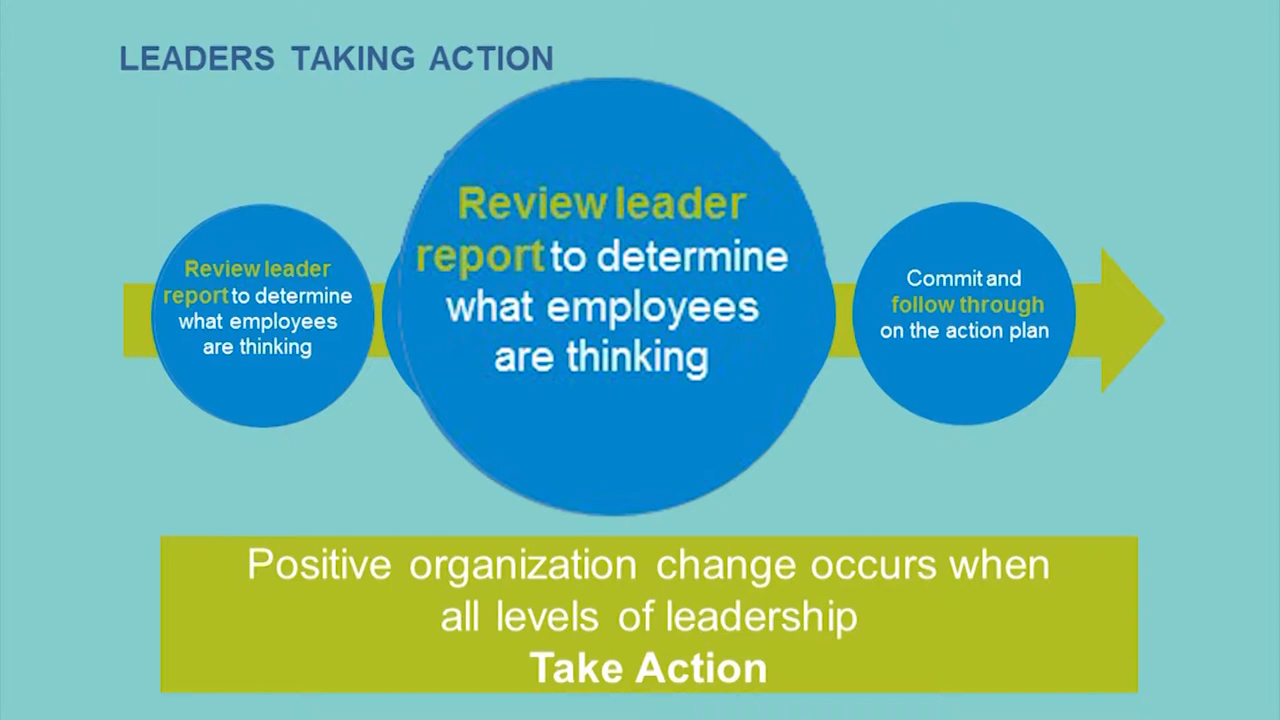 LEADERS TAKING ACTION
Review leader
report to determine
what employees
are thinking
Review leader
report to determine
what employees
are thinking
Commit and
follow through
on the action plan
Positive organization change occurs when
all levels of leadership
Take Action